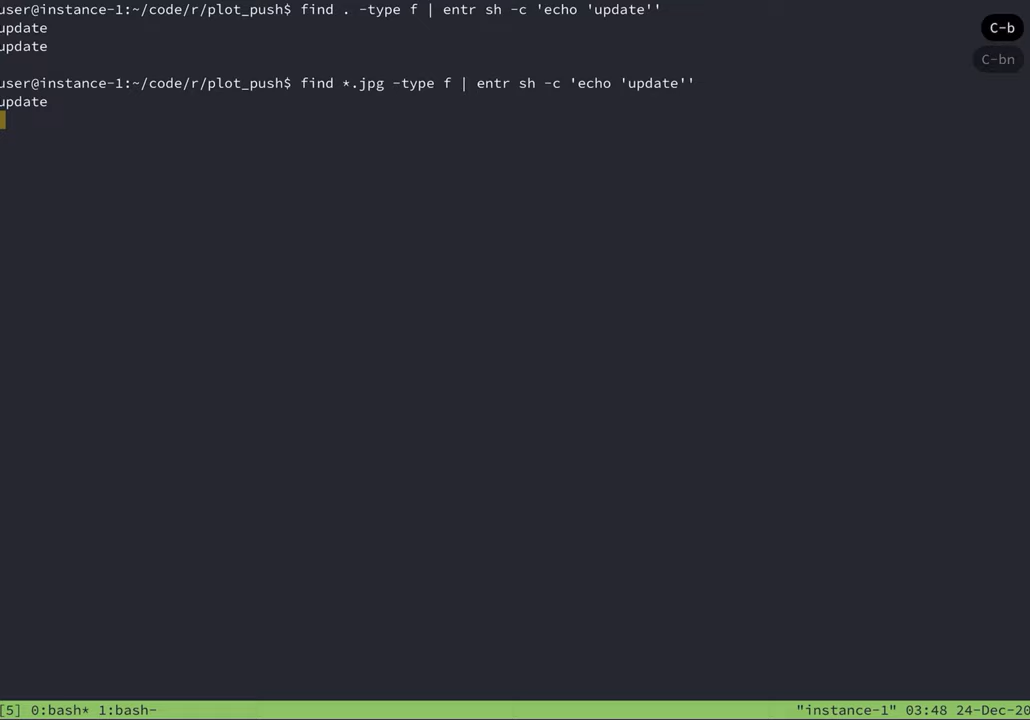 user@instance-1:~/code/r/plot_push$ find . -type f | entr sh -c 'echo 'update''
update
update
user@instance-1:~/code/r/plot_push$ find *.jpg -type f | entr sh -c 'echo 'update''
update
C-b
C-bn
[5] 0:bash* 1:bash- "instance-1" 03:48 24-Dec-20